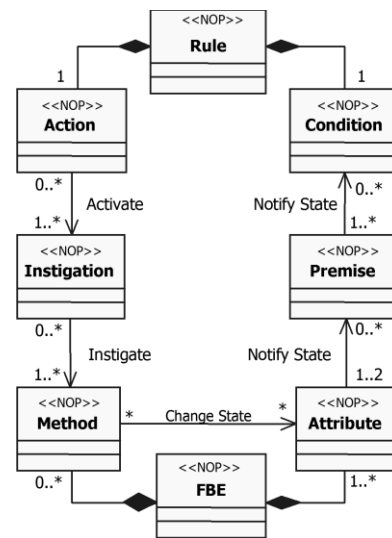 <<NOP>>
Rule
1
1
<<NOP>>
Action
<<NOP>>
Condition
0..*
0..*
Activate
Notify State
1..*
1..*
<<NOP>>
Instigation
<<NOP>>
Premise
0..*
0..*
Instigate
Notify State
1..*
1..2
<<NOP>>
Method
*
Change State
*
<<NOP>>
Attribute
0..*
<<NOP>>
FBE
1..*